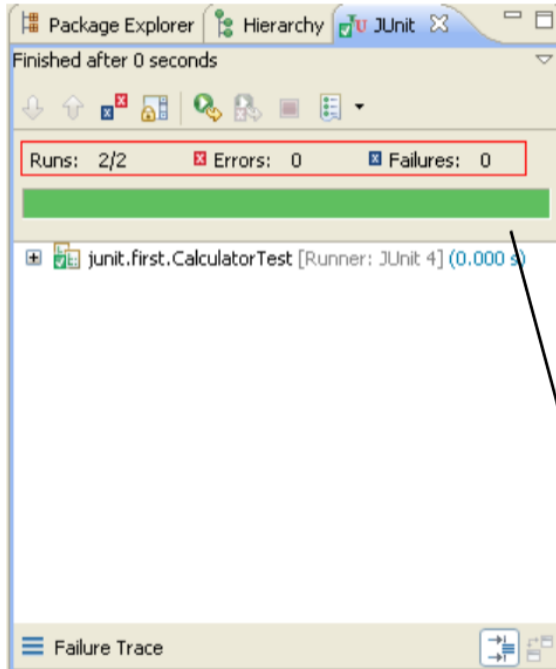 Package Explorer Hierarchy JU JUnit
Finished after 0 seconds
Runs: 2/2 Errors: 0 Failures: 0
junit.first.CalculatorTest [Runner: JUnit 4] (0.000 s)
Failure Trace